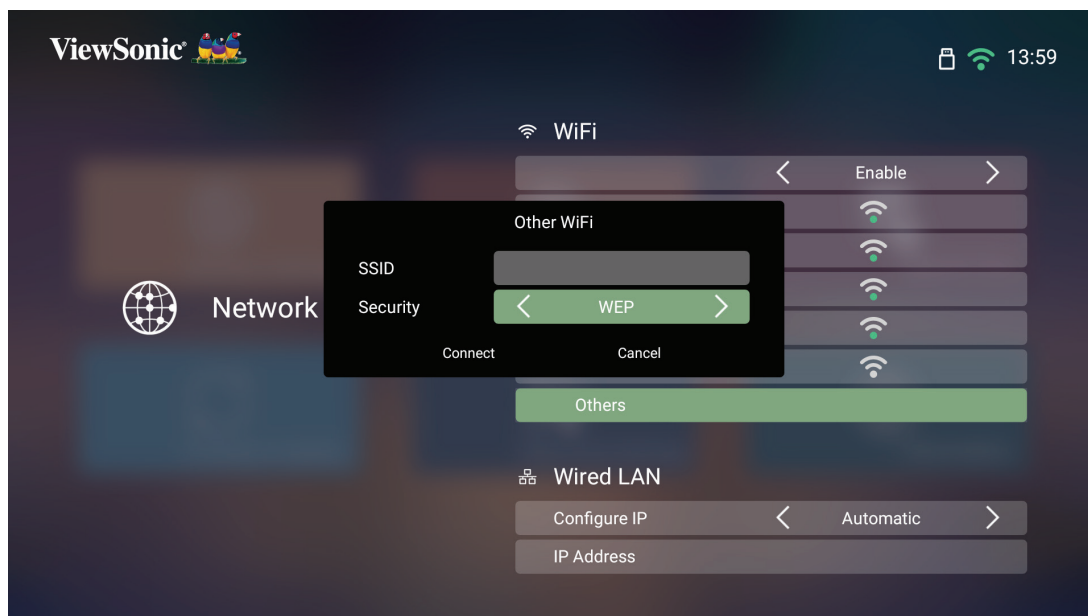 ViewSonic®
13:59
WiFi
Enable
Other WiFi
SSID
Network
Security WEP
Connect Cancel
Others
Wired LAN
Configure IP Automatic
IP Address